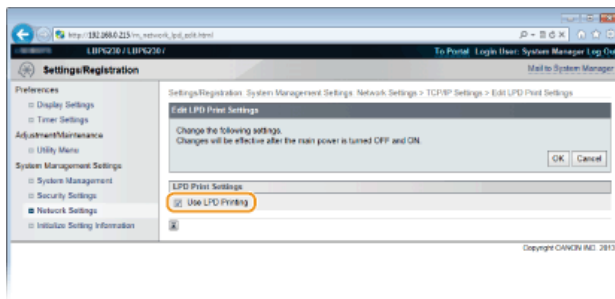 http://192.168.0.215/m_network_lpd_edit.html
LBP6230 / LBP6230 /
To Portal Login User: System Manager Log Ou
Settings/Registration
Mail to System Manager
Preferences
Display Settings
Timer Settings
Adjustment/Maintenance
Utility Menu
System Management Settings
System Management
Security Settings
Network Settings
Initialize Setting Information
Settings/Registration: System Management Settings: Network Settings > TCP/IP Settings > Edit LPD Print Settings
Edit LPD Print Settings
Change the following settings.
Changes will be effective after the main power is turned OFF and ON.
OK Cancel
LPD Print Settings
Use LPD Printing
Copyright CANON INC. 2013